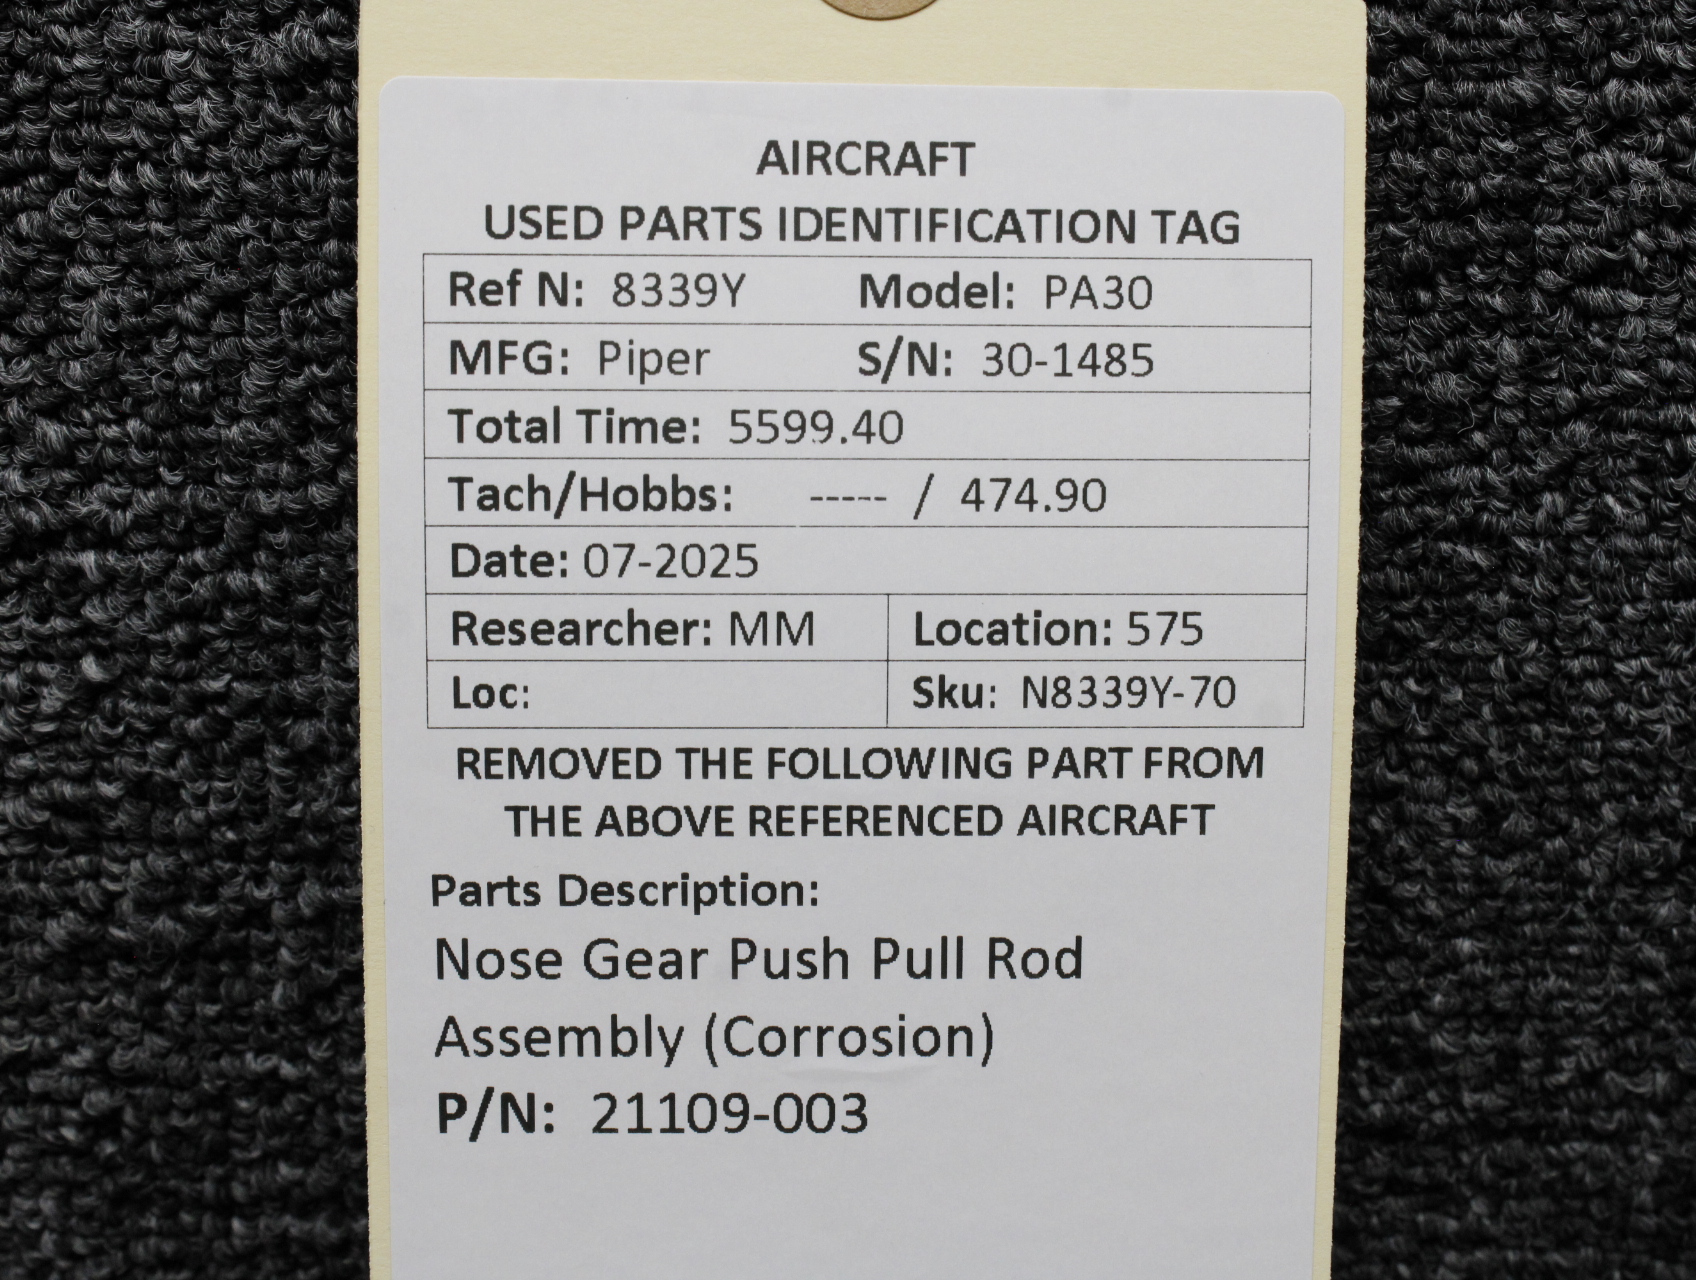 AIRCRAFT
USED PARTS IDENTIFICATION TAG
Ref N: 8339Y Model: PA30
MFG: Piper S/N: 30-1485
Total Time: 5599.40
Tach/Hobbs: ----- / 474.90
Date: 07-2025
Researcher: MM Location: 575
Loc: Sku: N8339Y-70
REMOVED THE FOLLOWING PART FROM
THE ABOVE REFERENCED AIRCRAFT
Parts Description:
Nose Gear Push Pull Rod
Assembly (Corrosion)
P/N: 21109-003